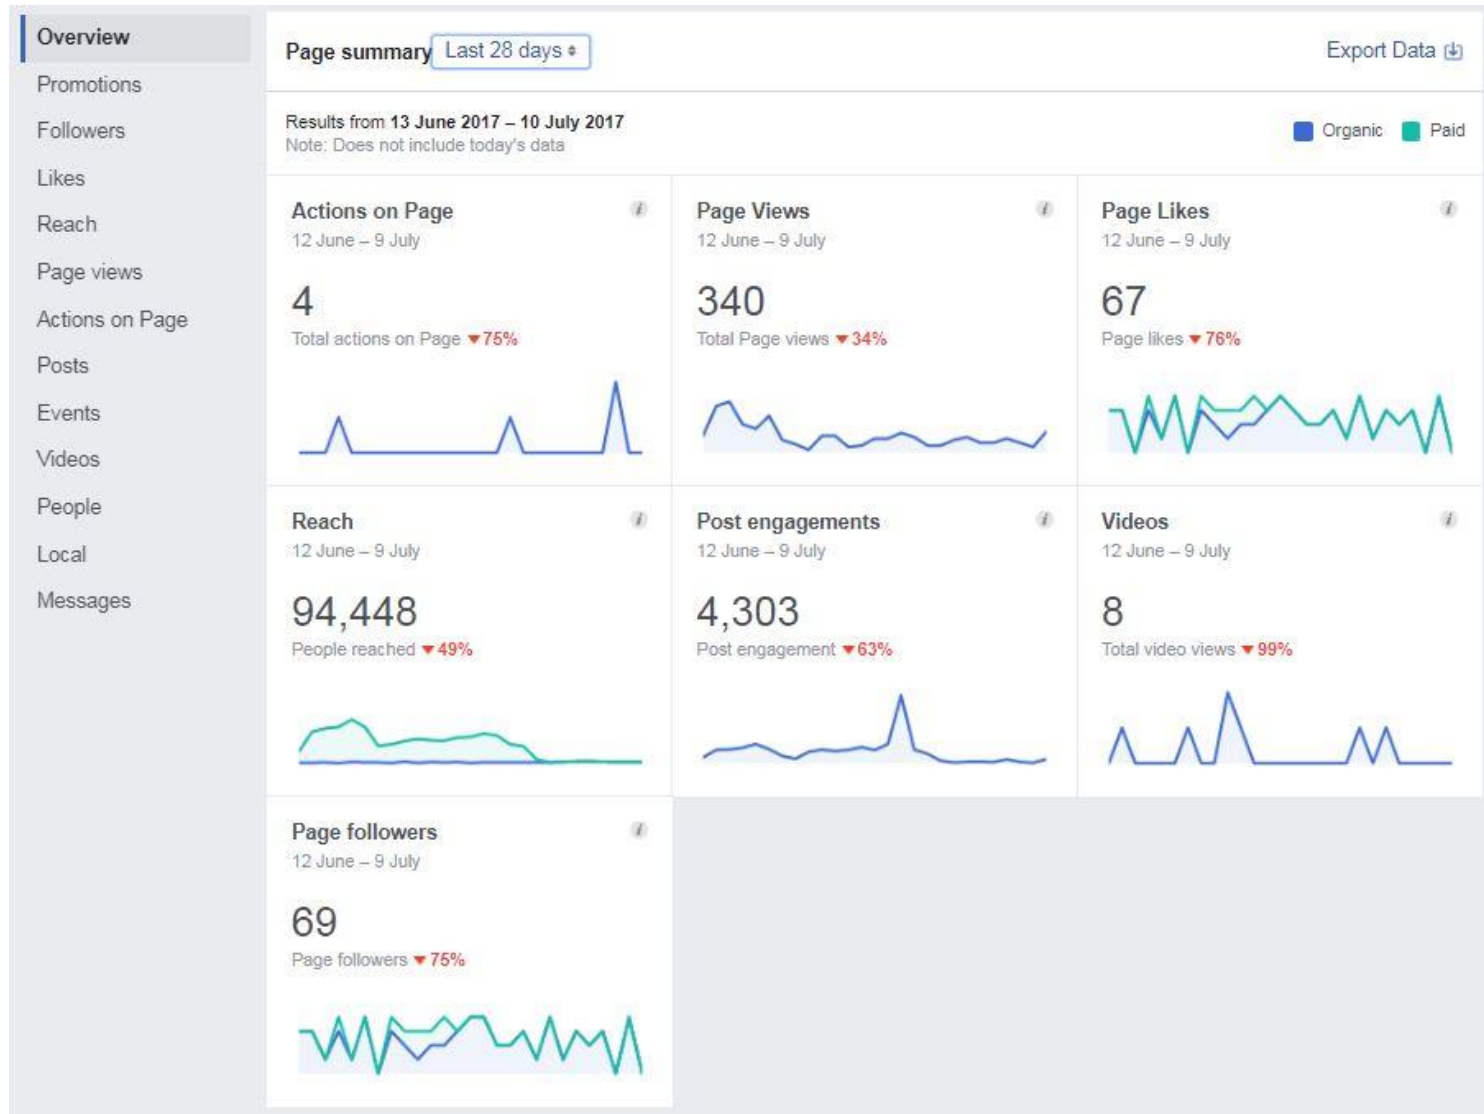 Overview
Promotions
Followers
Likes
Reach
Page views
Actions on Page
Posts
Events
Videos
People
Local
Messages
Page summary Last 28 days
Export Data
Results from 13 June 2017 – 10 July 2017
Note: Does not include today's data
Organic Paid
Actions on Page
12 June – 9 July
4
Total actions on Page ▼75%
Page Views
12 June – 9 July
340
Total Page views ▼34%
Page Likes
12 June – 9 July
67
Page likes ▼76%
Reach
12 June – 9 July
94,448
People reached ▼49%
Post engagements
12 June – 9 July
4,303
Post engagement ▼63%
Videos
12 June – 9 July
8
Total video views ▼99%
Page followers
12 June – 9 July
69
Page followers ▼75%